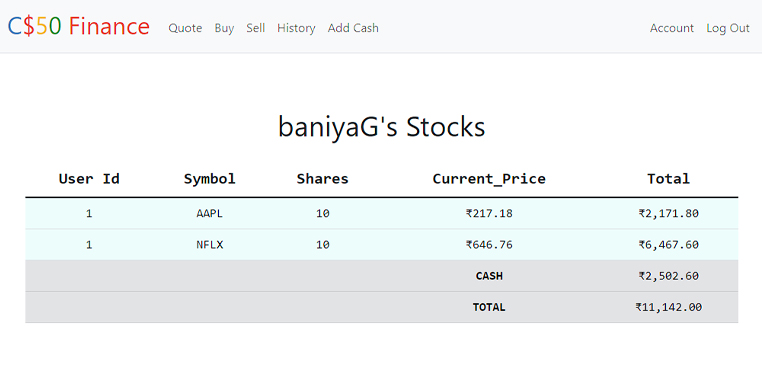 C$50 Finance Quote Buy Sell History Add Cash Account Log Out
baniyaG's Stocks
User Id Symbol Shares Current_Price Total
1 AAPL 10 ₹217.18 ₹2,171.80
1 NFLX 10 ₹646.76 ₹6,467.60
CASH ₹2,502.60
TOTAL ₹11,142.00